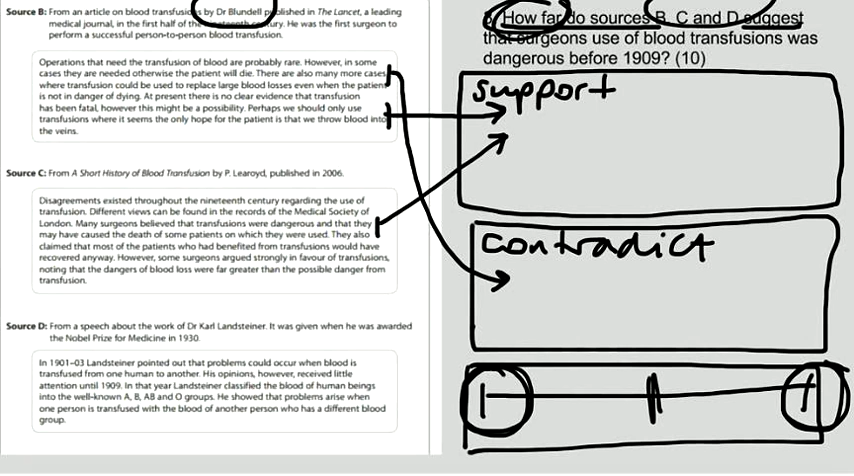 Source B: From an article on blood transfusions by Dr Blundell published in The Lancet, a leading
medical journal, in the first half of the nineteenth century. He was the first surgeon to
perform a successful person-to-person blood transfusion.
Operations that need the transfusion of blood are probably rare. However, in some
cases they are needed otherwise the patient will die. There are also many more cases
where transfusion could be used to replace large blood losses even when the patient
is not in danger of dying. At present there is no clear evidence that transfusion
has been fatal, however this might be a possibility. Perhaps we should only use
transfusions where it seems the only hope for the patient is that we throw blood into
the veins.
Source C: From A Short History of Blood Transfusion by P. Learoyd, published in 2006.
Disagreements existed throughout the nineteenth century regarding the use of
transfusion. Different views can be found in the records of the Medical Society of
London. Many surgeons believed that transfusions were dangerous and that they
may have caused the death of some patients on which they were used. They also
claimed that most of the patients who had benefited from transfusions would have
recovered anyway. However, some surgeons argued strongly in favour of transfusions,
noting that the dangers of blood loss were far greater than the possible danger from
transfusion.
Source D: From a speech about the work of Dr Karl Landsteiner. It was given when he was awarded
the Nobel Prize for Medicine in 1930.
In 1901–03 Landsteiner pointed out that problems could occur when blood is
transfused from one human to another. His opinions, however, received little
attention until 1909. In that year Landsteiner classified the blood of human beings
into the well-known A, B, AB and O groups. He showed that problems arise when
one person is transfused with the blood of another person who has a different blood
group.
How far do sources B, C and D suggest
that surgeons use of blood transfusions was
dangerous before 1909? (10)
support
contradict